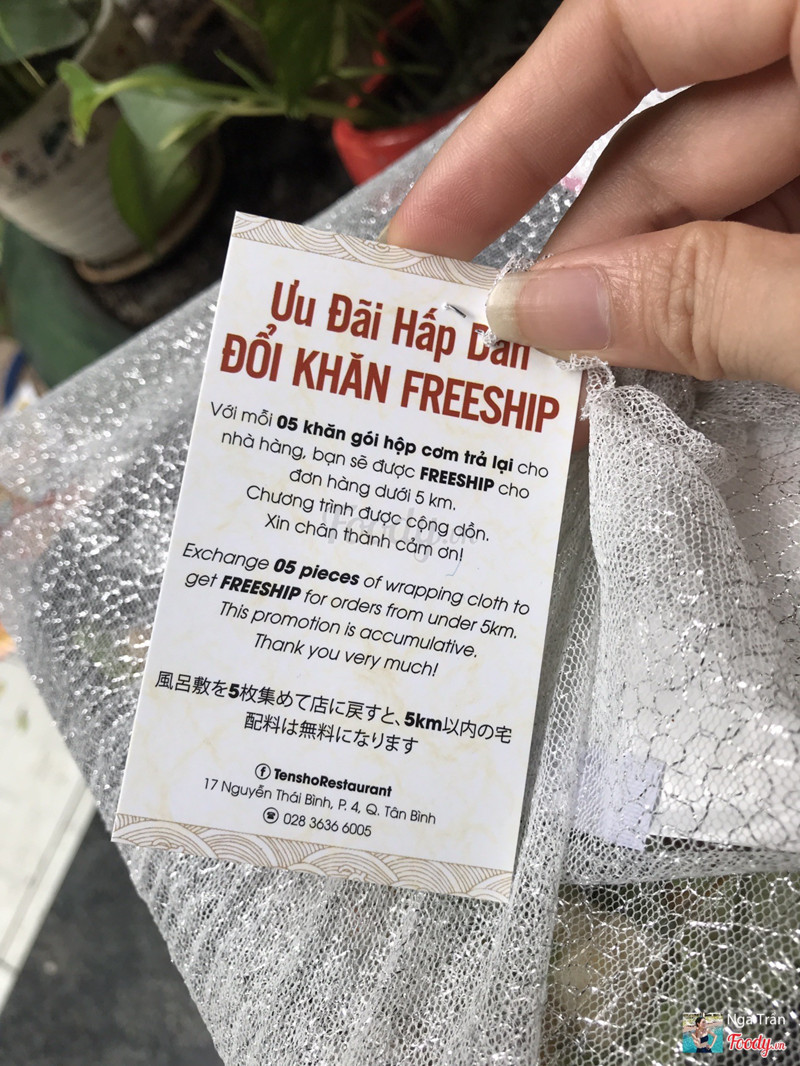 Ưu Đãi Hấp Dẫn
ĐỔI KHĂN FREESHIP
Với mỗi 05 khăn gói hộp cơm trả lại cho
nhà hàng, bạn sẽ được FREESHIP cho
đơn hàng dưới 5 km.
Chương trình được cộng dồn.
Xin chân thành cảm ơn!
Exchange 05 pieces of wrapping cloth to
get FREESHIP for orders from under 5km.
This promotion is accumulative.
Thank you very much!
風呂敷を5枚集めて店に戻すと、5km以内の宅
配料は無料になります
TenshoRestaurant
17 Nguyễn Thái Bình, P. 4, Q. Tân Bình
028 3636 6005
Foody.vn
Nga Trần
Foody.vn